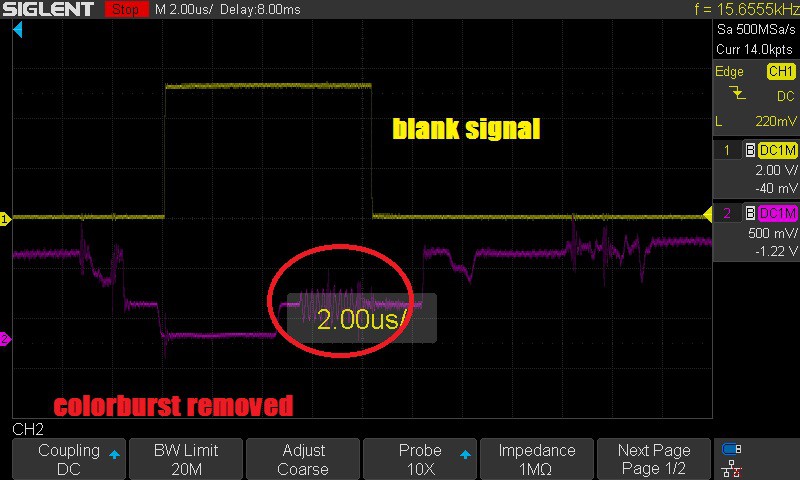 SIGLENT Stop M 2.00us/ Delay:8.00ms f = 15.6555kHz
Sa 500MSa/s
Curr 14.0kpts
Edge CH1
DC
L 220mV
1 B DC1M
2.00 V/
-40 mV
2 B DC1M
500 mV/
-1.22 V
blank signal
1
2
2.00us/
colorburst removed
CH2
Coupling
DC
BW Limit
20M
Adjust
Coarse
Probe
10X
Impedance
1MΩ
Next Page
Page 1/2